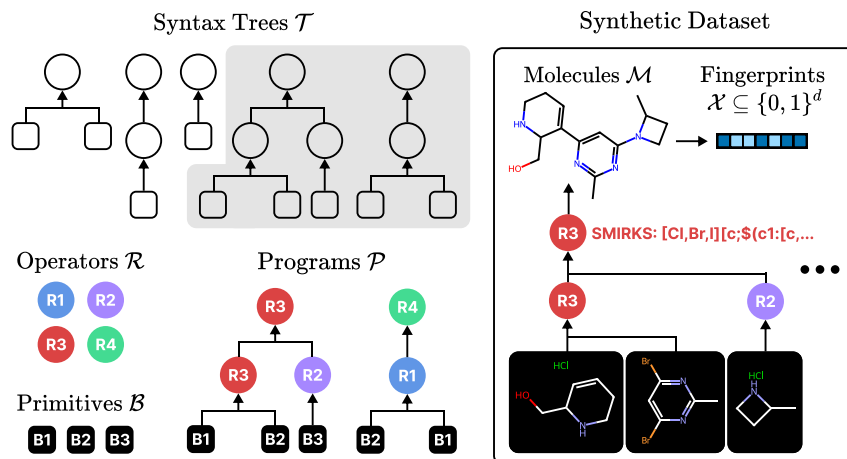 Syntax Trees 𝒯
Synthetic Dataset
Molecules ℳ
Fingerprints
𝒳 ⊆ {0, 1}ᵈ
HN
HO
N
N
N
R3
SMIRKS: [Cl,Br,I][c;$(c1:[c,...
R3
R2
•••
HCl
HO
N
H
Br
N
N
Br
HCl
H
N
Operators ℛ
R1
R2
R3
R4
Primitives ℬ
B1
B2
B3
Programs 𝒫
R3
R3
R2
B1
B2
B3
R4
R1
B2
B1